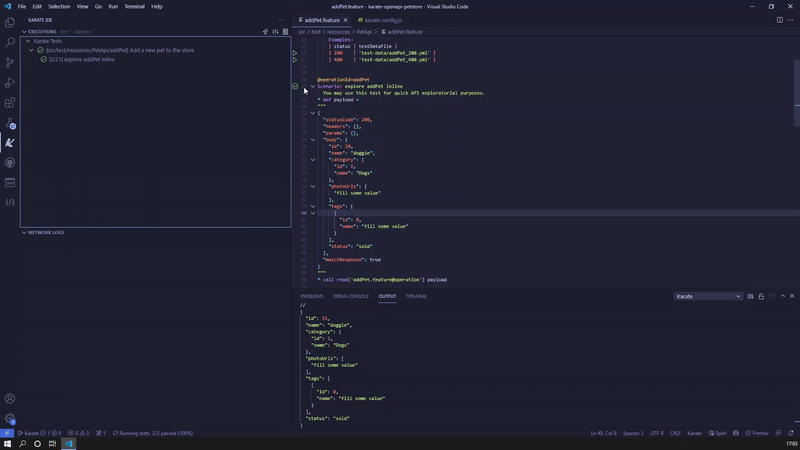 File Edit Selection View Go Run Terminal Help
addPet.feature - karate-openapi-petstore - Visual Studio Code
KARATE IDE
EXECUTIONS
Karate Tests
[src/test/resources/PetApi/addPet] Add a new pet to the store
[2:21] explore addPet inline
NETWORK LOGS
addPet.feature
karate-config.js
src > test > resources > PetApi > addPet.feature
Examples:
| status | testDataFile |
| 200 | 'test-data/addPet_200.yml' |
| 400 | 'test-data/addPet_400.yml' |
@operationId=addPet
Scenario: explore addPet inline
You may use this test for quick API exploratorial purposes.
* def payload =
"""
{
"statusCode": 200,
"headers": {},
"params": {},
"body": {
"id": 10,
"name": "doggie",
"category": {
"id": 1,
"name": "Dogs"
},
"photoUrls": [
"fill some value"
],
"tags": [
{
"id": 0,
"name": "fill some value"
}
],
"status": "sold"
},
"matchResponse": true
}
"""
* call read('addPet.feature@operation') payload
PROBLEMS DEBUG CONSOLE OUTPUT TERMINAL
Karate
//
{
"id": 51,
"name": "doggie",
"category": {
"id": 1,
"name": "Dogs"
},
"photoUrls": [
"fill some value"
],
"tags": [
{
"id": 0,
"name": "fill some value"
}
],
"status": "sold"
}
Karate 1 0 0 0 1 Running tests, 2/2 passed (100%)
Ln 40, Col 8 Spaces: 2 UTF-8 CRLF Karate Spell Prettier
17:03